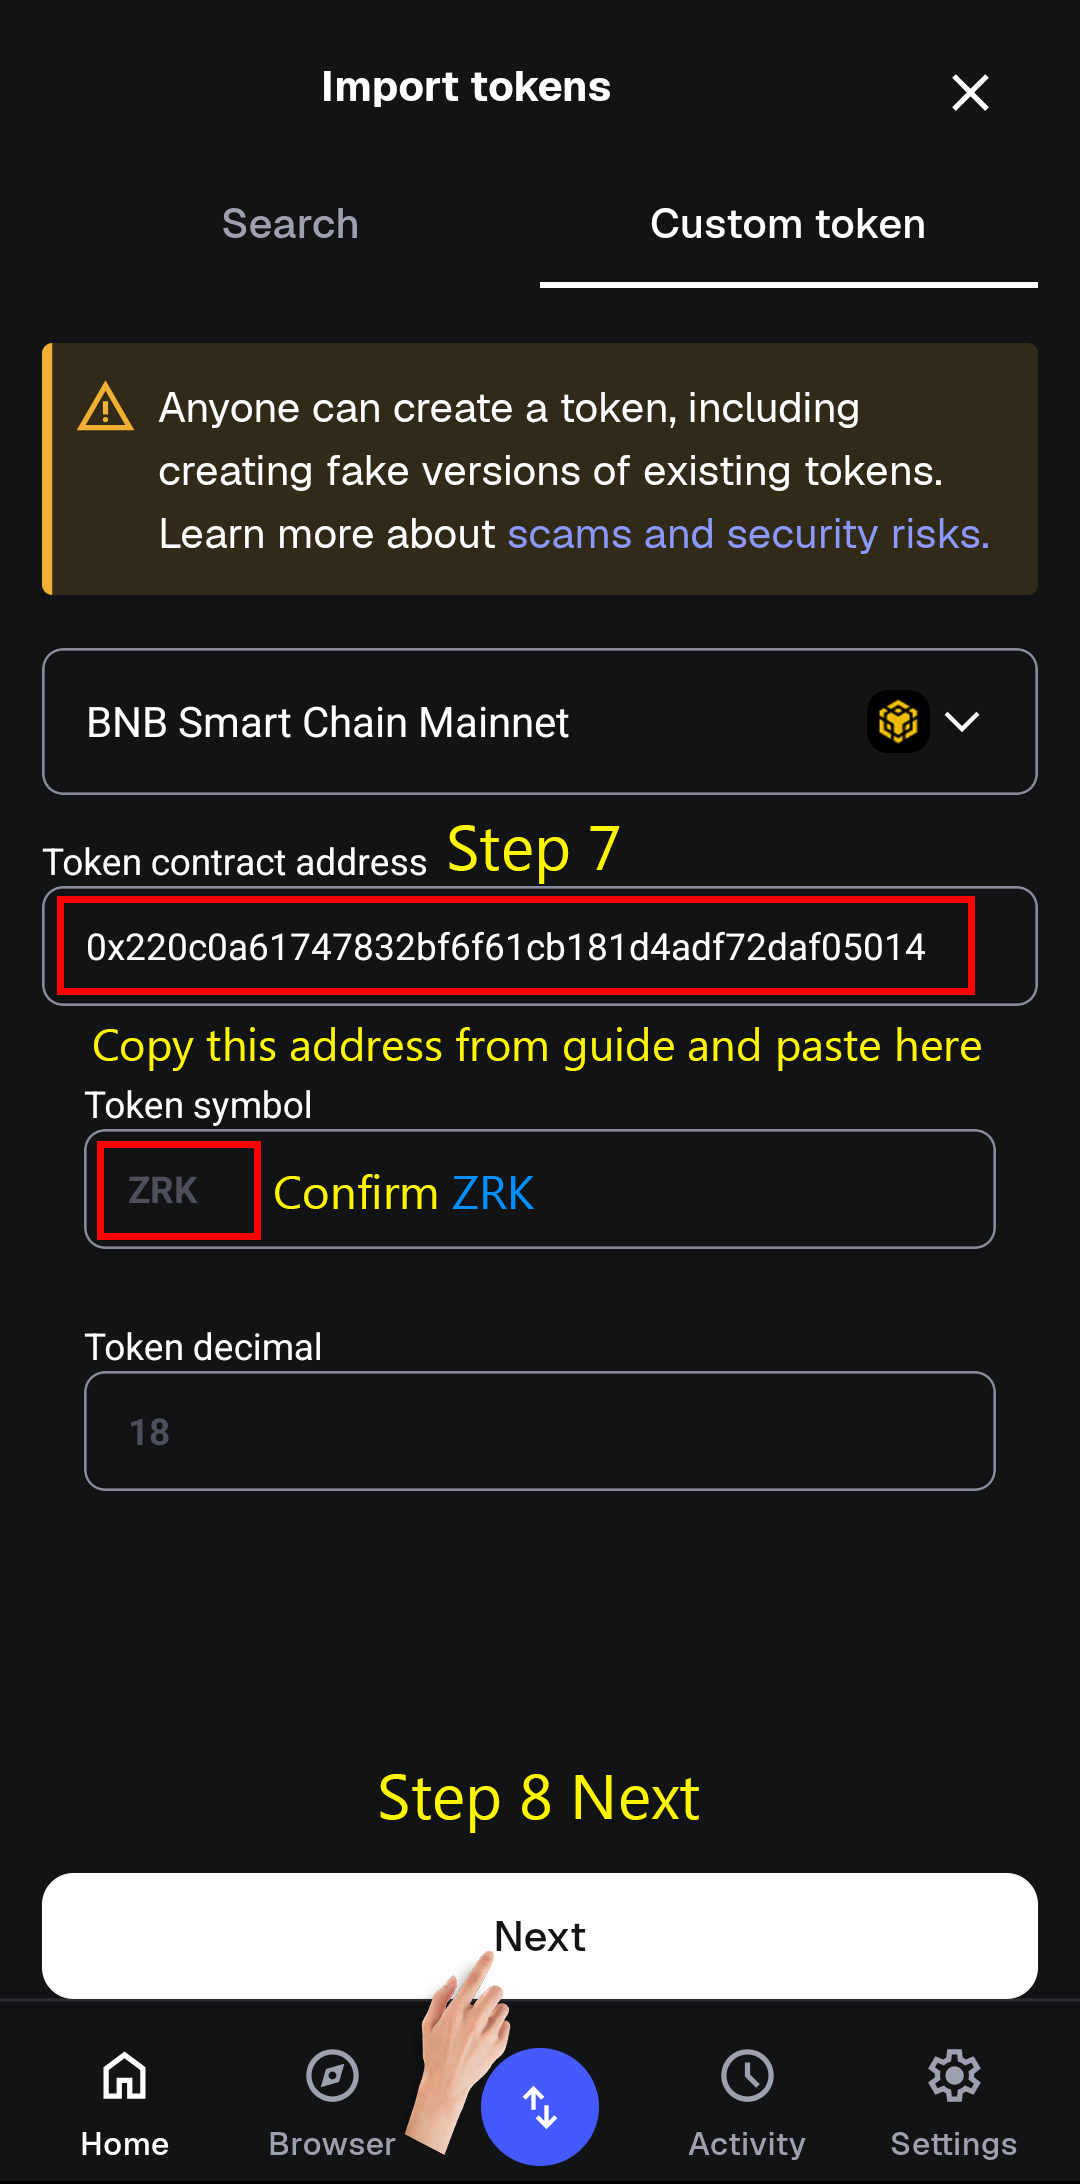 Import tokens
Search
Custom token
Anyone can create a token, including
creating fake versions of existing tokens.
Learn more about scams and security risks.
BNB Smart Chain Mainnet
Token contract address Step 7
0x220c0a61747832bf6f61cb181d4adf72daf05014
Copy this address from guide and paste here
Token symbol
ZRK Confirm ZRK
Token decimal
18
Step 8 Next
Next
Home
Browser
Activity
Settings